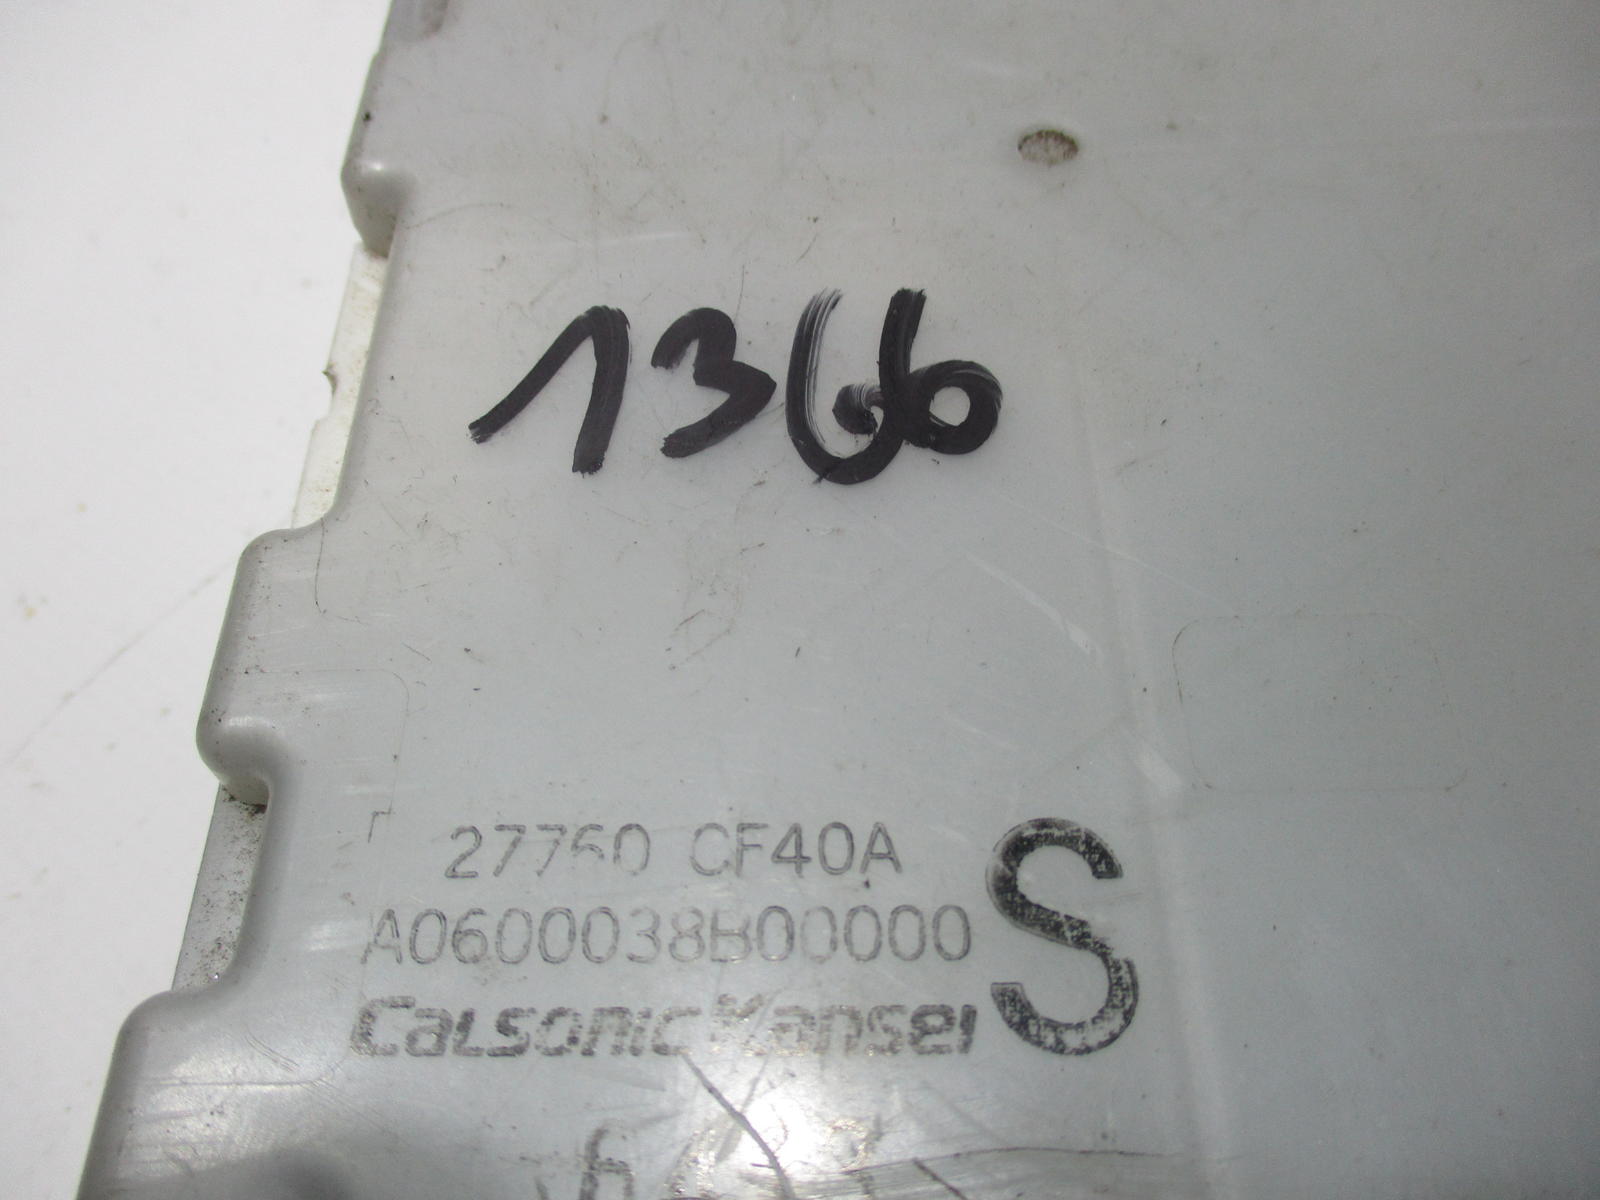 1366
27760 CF40A
A0600038B00000
S
CalsonicKansei